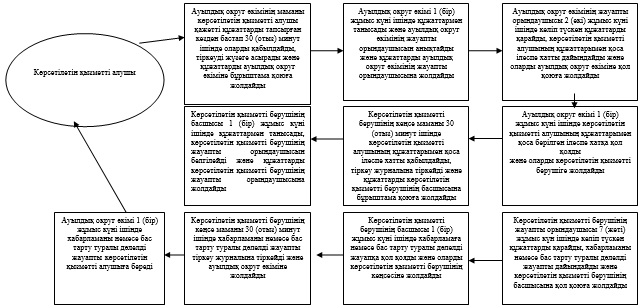 Көрсетілетін қызметті алушы
Ауылдық округ әкімінің маманы
көрсетілетін қызметті алушы
қажетті құжаттарды тапсырған
кезден бастап 30 (отыз) минут
ішінде оларды қабылдайды,
тіркеуді жүзеге асырады және
құжаттарды ауылдық округ
әкіміне бұрыштама қоюға
жолдайды
Ауылдық округ әкімі 1 (бір)
жұмыс күні ішінде құжаттармен
танысады және ауылдық округ
әкімінің жауапты
орындаушысын анықтайды
және құжаттарды ауылдық
округ әкімінің жауапты
орындаушысына жолдайды
Ауылдық округ әкімінің жауапты
орындаушысы 2 (екі) жұмыс күні
ішінде келіп түскен құжаттарды
қарайды, көрсетілетін қызметті
алушының құжаттармен қоса
ілеспе хатты дайындайды және
оларды ауылдық округ әкіміне қол
қоюға жолдайды
Көрсетілетін қызметті берушінің
басшысы 1 (бір) жұмыс күні
ішінде құжаттармен танысады,
көрсетілетін қызметті берушінің
жауапты орындаушысын
белгілейді және құжаттарды
көрсетілетін қызметті берушінің
жауапты орындаушысына
жолдайды
Көрсетілетін қызметті
берушінің кеңсе маманы 30
(отыз) минут ішінде
көрсетілетін қызметті
алушының құжаттармен қоса
ілеспе хатты қабылдайды,
тіркеу журналына тіркейді және
құжаттарды көрсетілетін
қызметті берушінің басшысына
бұрыштама қоюға жолдайды
Ауылдық округ әкімі 1 (бір)
жұмыс күні ішінде көрсетілетін
қызметті алушының құжаттармен
қоса берілген ілеспе хатқа қол
қояды
және оларды көрсетілетін қызметті
берушіге жолдайды
Ауылдық округ әкімі 1 (бір)
жұмыс күні ішінде
хабарламаны немесе бас
тарту туралы дәлелді
жауапты көрсетілетін
қызметті алушыға береді
Көрсетілетін қызметті берушінің
кеңсе маманы 30 (отыз) минут
ішінде хабарламаны немесе бас
тарту туралы дәлелді жауапты
тіркеу журналына тіркейді және
ауылдық округ әкіміне
жолдайды
Көрсетілетін қызметті
берушінің басшысы 1 (бір)
жұмыс күні ішінде хабарламаға
немесе бас тарту туралы дәлелді
жауапқа қол қояды және оларды
көрсетілетін қызметті берушінің
кеңсесіне жолдайды
Көрсетілетін қызметті берушінің
жауапты орындаушысы 7 (жеті)
жұмыс күні ішінде келіп түскен
құжаттарды қарайды, хабарламаны
немесе бас тарту туралы дәлелді
жауапты дайындайды және
көрсетілетін қызметті берушінің
басшысына қол қоюға жолдайды